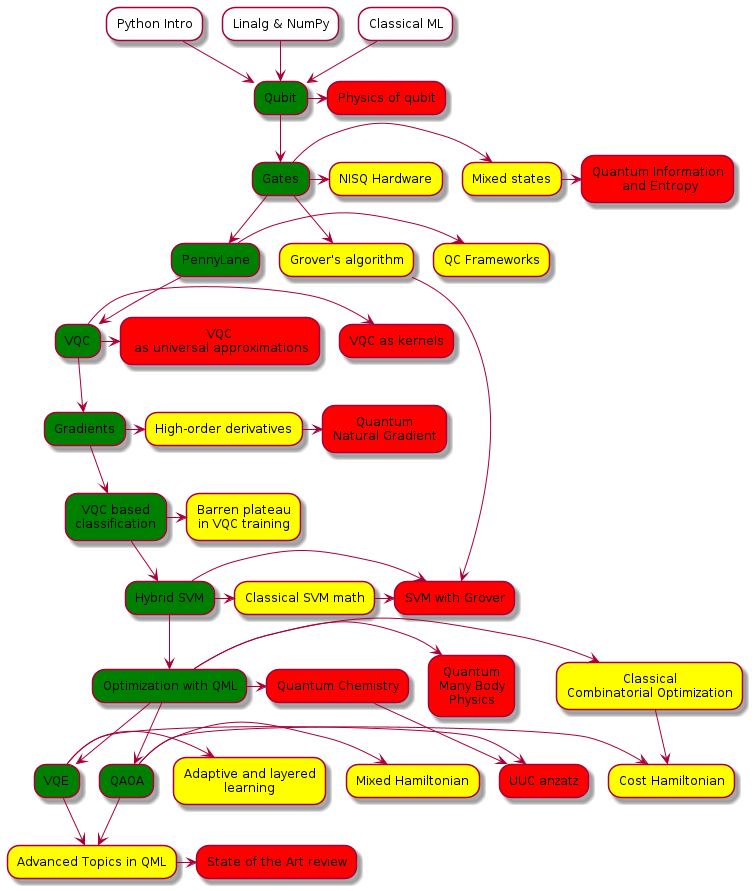 Python Intro
Linalg & NumPy
Classical ML
Qubit
Physics of qubit
Gates
NISQ Hardware
Mixed states
Quantum Information
and Entropy
PennyLane
Grover's algorithm
QC Frameworks
VQC
VQC
as universal approximations
VQC as kernels
Gradients
High-order derivatives
Quantum
Natural Gradient
VQC based
classification
Barren plateau
in VQC training
Hybrid SVM
Classical SVM math
SVM with Grover
Optimization with QML
Quantum Chemistry
Quantum
Many Body
Physics
Classical
Combinatorial Optimization
VQE
QAOA
Adaptive and layered
learning
Mixed Hamiltonian
UUC anzatz
Cost Hamiltonian
Advanced Topics in QML
State of the Art review